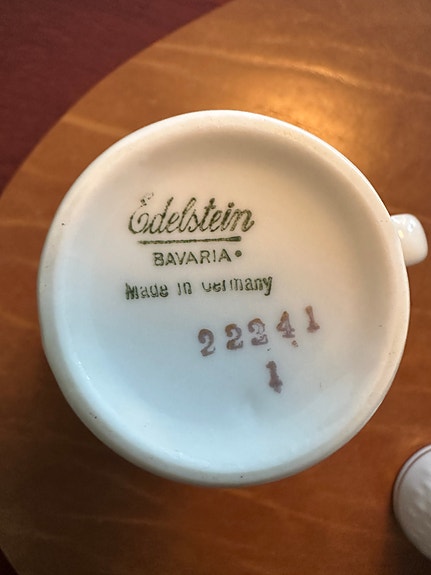 Edelstein
BAVARIA•
Made in Germany
22241
1